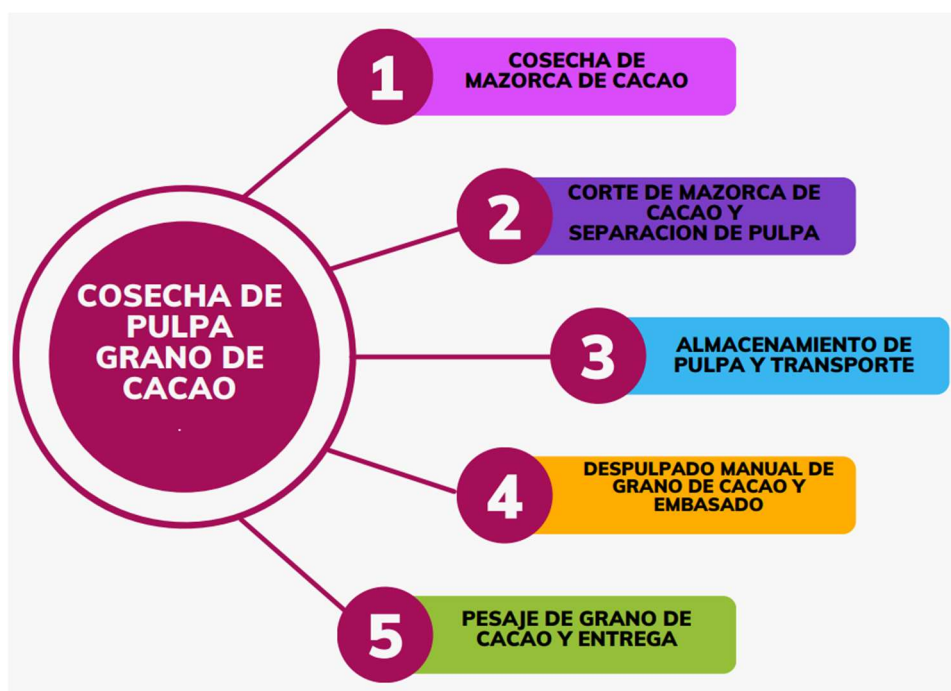 1
COSECHA DE
MAZORCA DE CACAO
2
CORTE DE MAZORCA DE
CACAO Y
SEPARACION DE PULPA
COSECHA DE
PULPA
GRANO DE
CACAO
.
3
ALMACENAMIENTO DE
PULPA Y TRANSPORTE
4
DESPULPADO MANUAL DE
GRANO DE CACAO Y
EMBASADO
5
PESAJE DE GRANO DE
CACAO Y ENTREGA